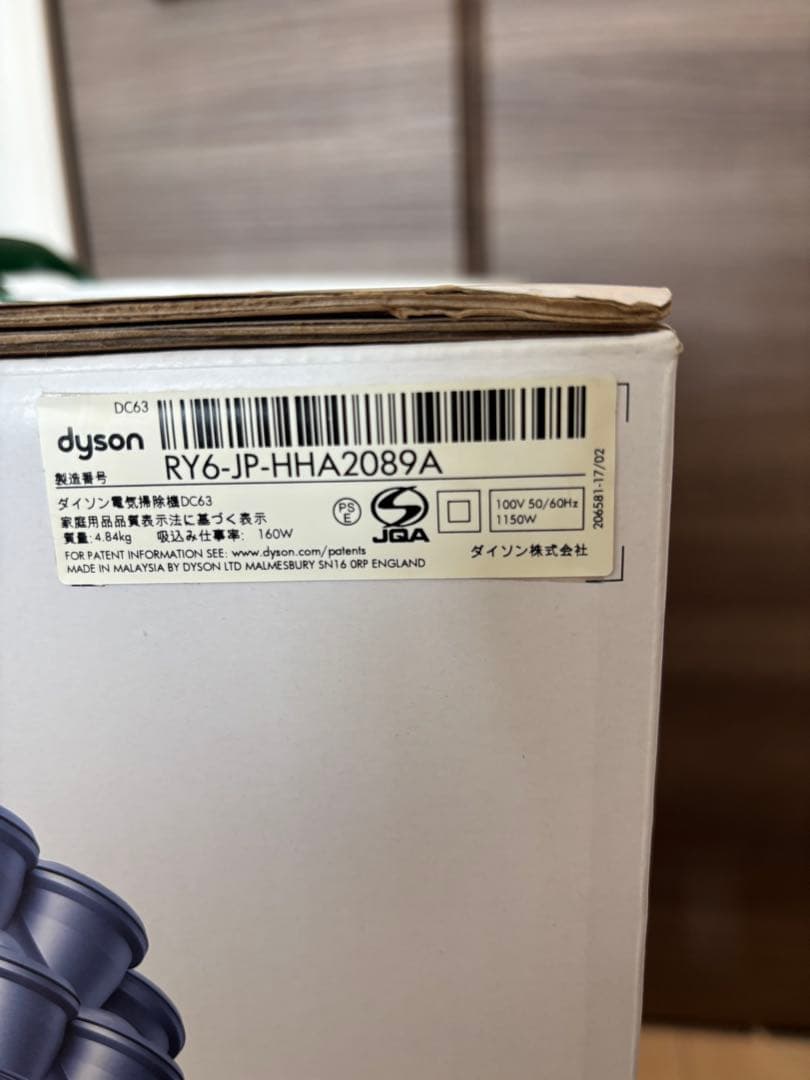 DC63
dyson
製造番号 RY6-JP-HHA2089A
ダイソン電気掃除機DC63
家庭用品品質表示法に基づく表示
質量:4.84kg 吸込み仕事率: 160W
PS
E
JQA
100V 50/60Hz
1150W
206581-17/02
FOR PATENT INFORMATION SEE: www.dyson.com/patents
ダイソン株式会社
MADE IN MALAYSIA BY DYSON LTD MALMESBURY SN16 0RP ENGLAND